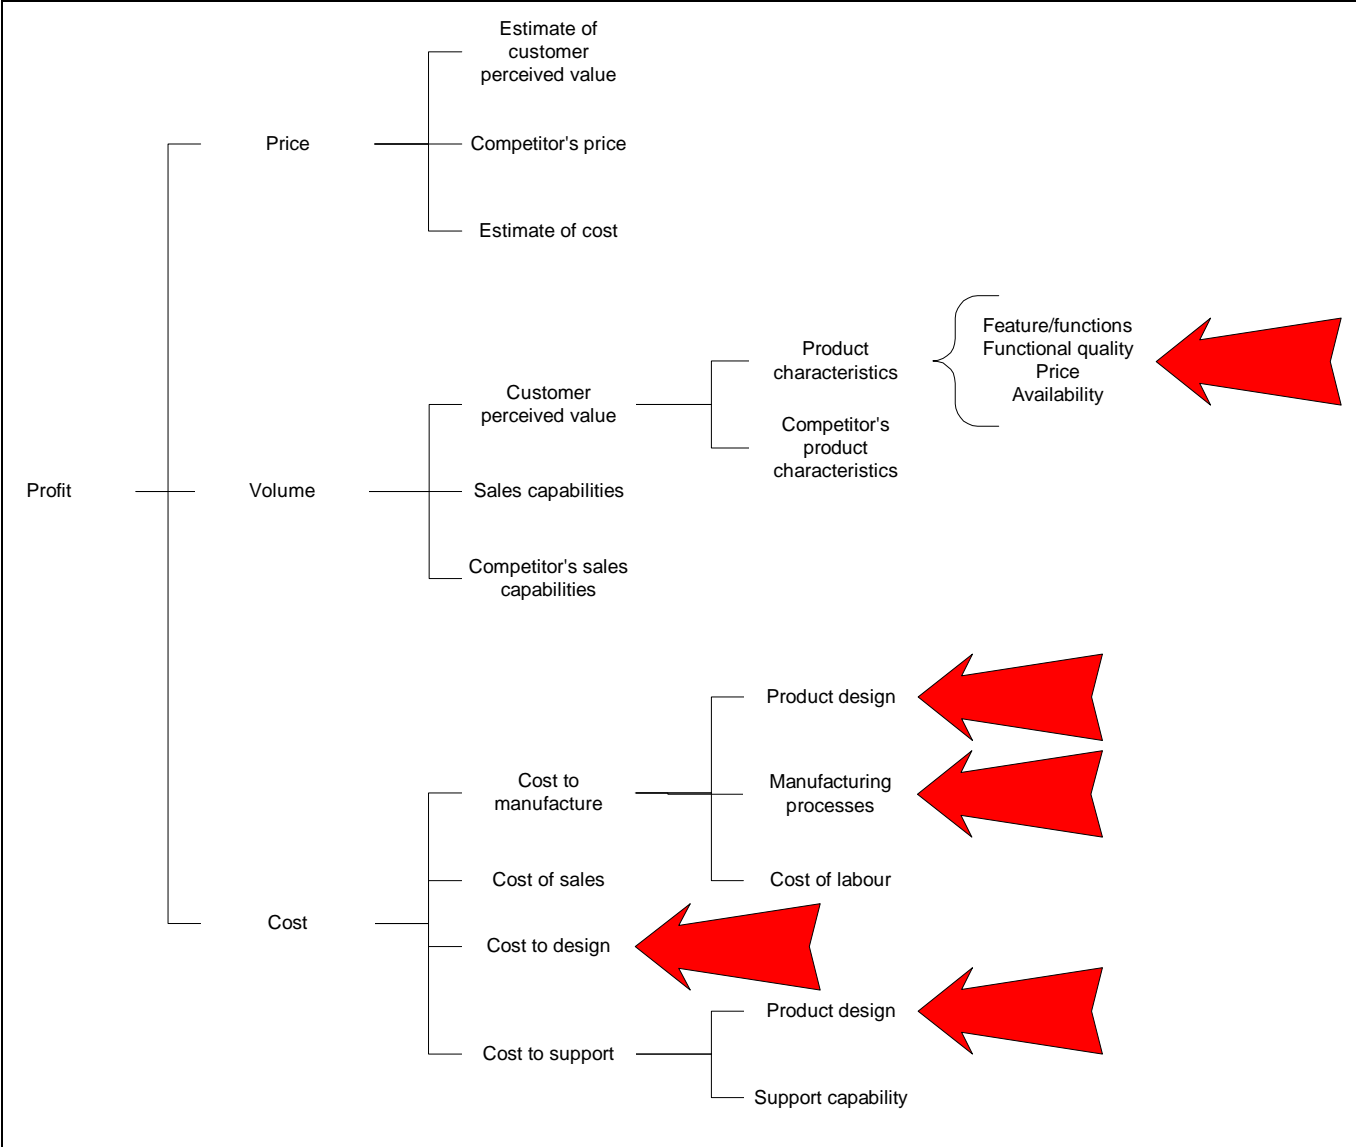 Estimate of
customer
perceived value
Price
Competitor's price
Estimate of cost
Feature/functions
Functional quality
Price
Availability
Product
characteristics
Customer
perceived value
Competitor's
product
characteristics
Profit
Volume
Sales capabilities
Competitor's sales
capabilities
Product design
Cost to
manufacture
Manufacturing
processes
Cost of sales
Cost of labour
Cost
Cost to design
Product design
Cost to support
Support capability